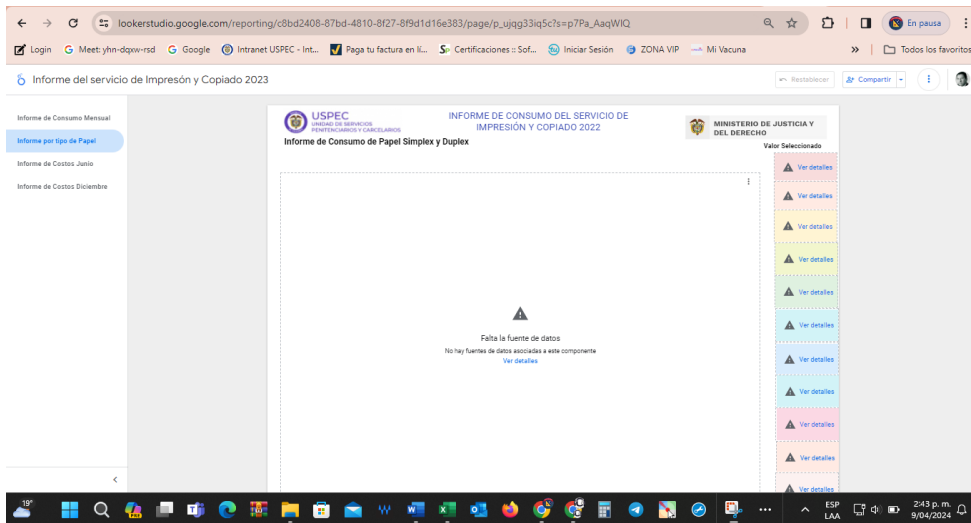 lookerstudio.google.com/reporting/c8bd2408-87bd-4810-8f27-8f9d1d16e383/page/p_ujqg33iq5c?s=p7Pa_AaqWIQ
En pausa
Login
Meet: yhn-dqxw-rsd
Google
Intranet USPEC - Int...
Paga tu factura en lí...
Certificaciones :: Sof...
Iniciar Sesión
ZONA VIP
Mi Vacuna
»
Todos los favoritos
Informe del servicio de Impresón y Copiado 2023
Restablecer
Compartir
Informe de Consumo Mensual
Informe por tipo de Papel
Informe de Costos Junio
Informe de Costos Diciembre
USPEC
UNIDAD DE SERVICIOS
PENITENCIARIOS Y CARCELARIOS
INFORME DE CONSUMO DEL SERVICIO DE
IMPRESIÓN Y COPIADO 2022
MINISTERIO DE JUSTICIA Y
DEL DERECHO
Informe de Consumo de Papel Simplex y Duplex
Valor Seleccionado
Ver detalles
Ver detalles
Ver detalles
Ver detalles
Ver detalles
Ver detalles
Ver detalles
Ver detalles
Ver detalles
Ver detalles
Ver detalles
Falta la fuente de datos
No hay fuentes de datos asociadas a este componente
Ver detalles
19°
ESP
LAA
2:43 p. m.
9/04/2024